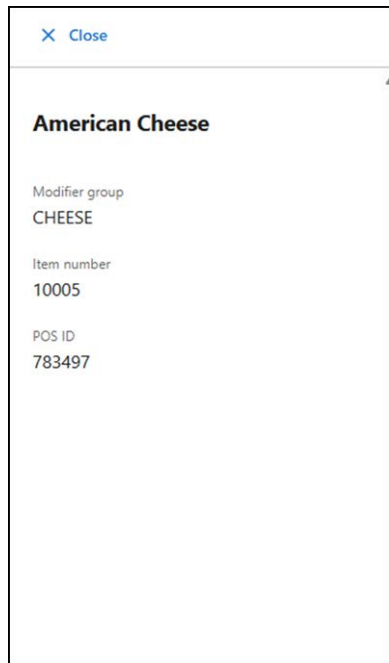 Close
American Cheese
Modifier group
CHEESE
Item number
10005
POS ID
783497